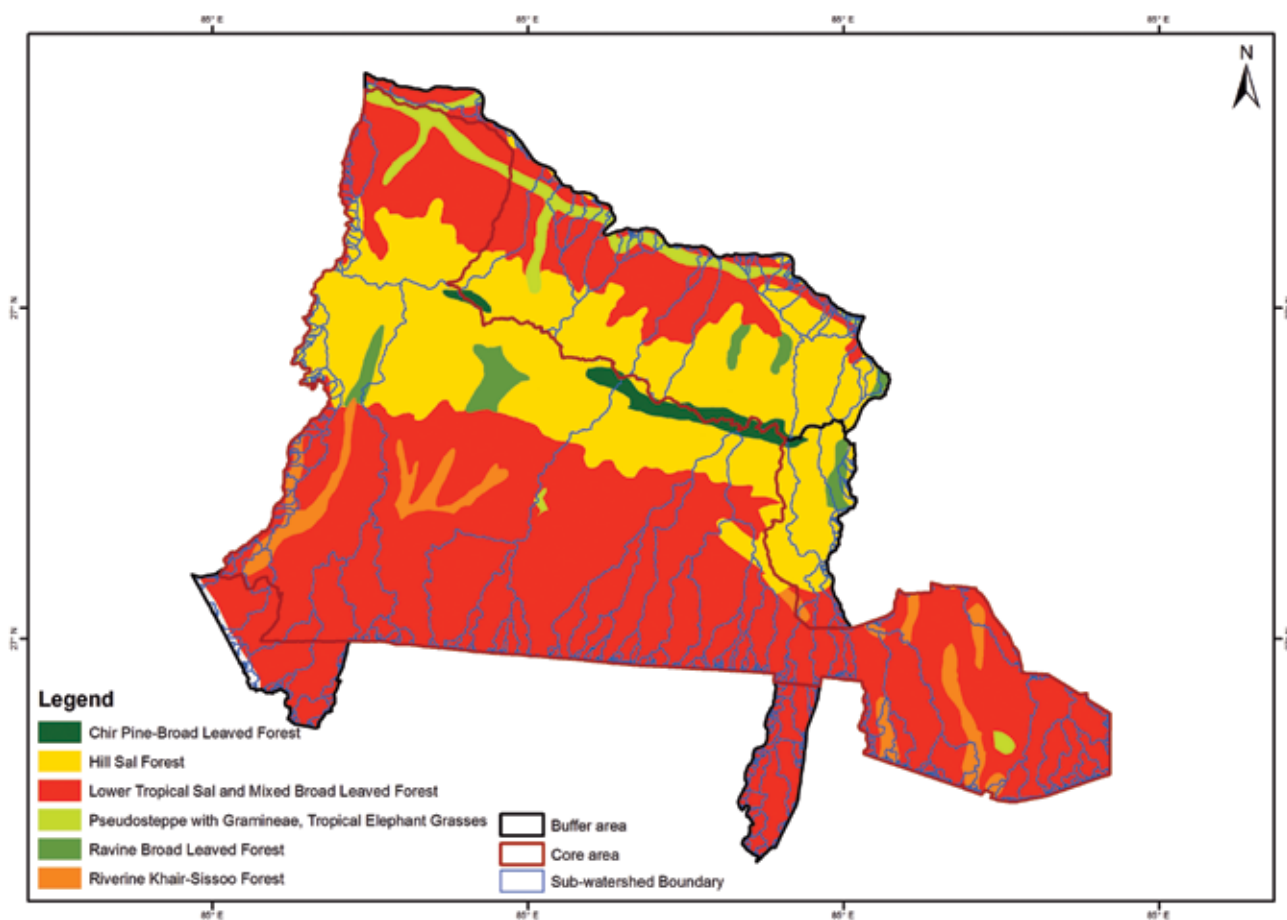 85° E 85° E 85° E 85° E
N
27° N
27° N
Legend
Chir Pine-Broad Leaved Forest
Hill Sal Forest
Lower Tropical Sal and Mixed Broad Leaved Forest
Pseudosteppe with Gramineae, Tropical Elephant Grasses
Ravine Broad Leaved Forest
Riverine Khair-Sissoo Forest
Buffer area
Core area
Sub-watershed Boundary
85° E 85° E 85° E 85° E